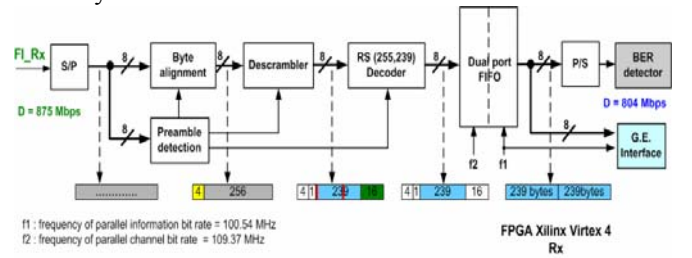 FI_Rx
S/P
8
Byte alignment
8
Descrambler
8
RS (255,239) Decoder
8
Dual port FIFO
8
P/S
BER detector
D = 875 Mbps
D = 804 Mbps
8
Preamble detection
8
G.E. Interface
f2
f1
.............
4 256
4 1 239 16
4 1 239 16
239 bytes 239bytes
f1 : frequency of parallel information bit rate = 100.54 MHz
f2 : frequency of parallel channel bit rate = 109.37 MHz
FPGA Xilinx Virtex 4
Rx